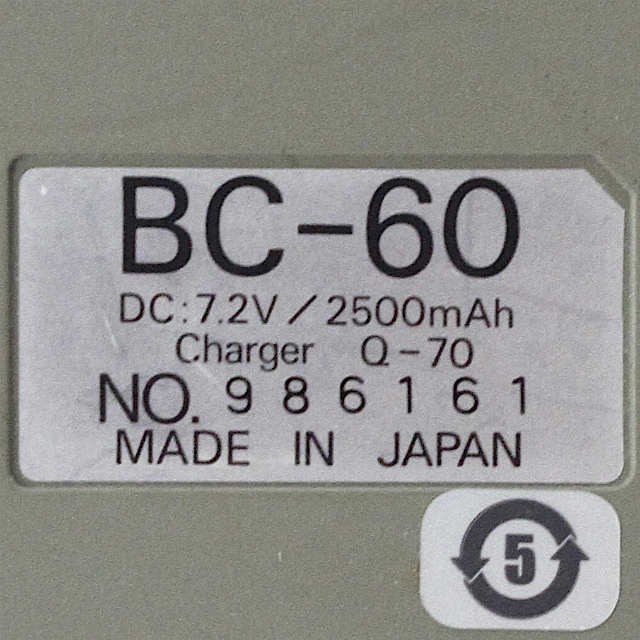 BC-60
DC:7.2V/2500mAh
Charger Q-70
NO. 986161
MADE IN JAPAN
5